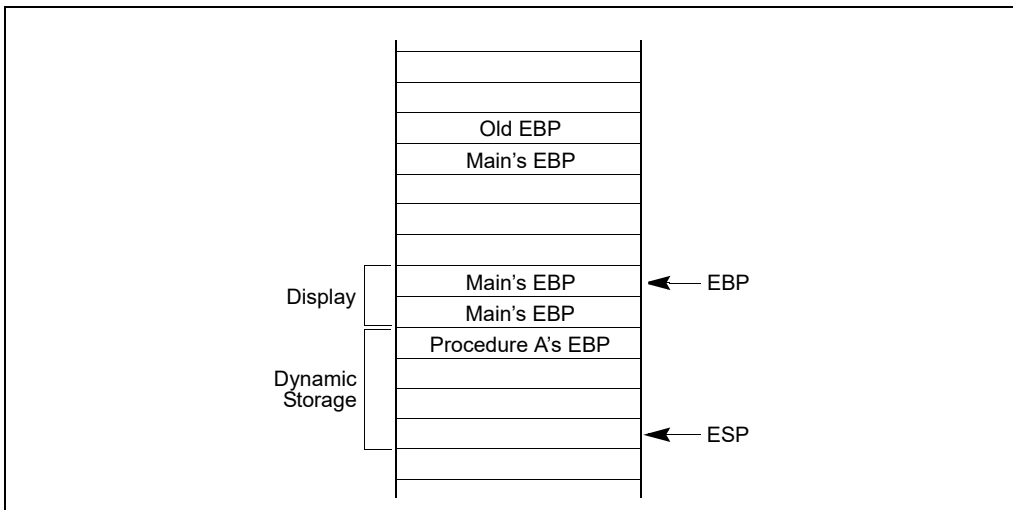 Old EBP
Main's EBP
Main's EBP
EBP
Display
Main's EBP
Procedure A's EBP
Dynamic
Storage
ESP